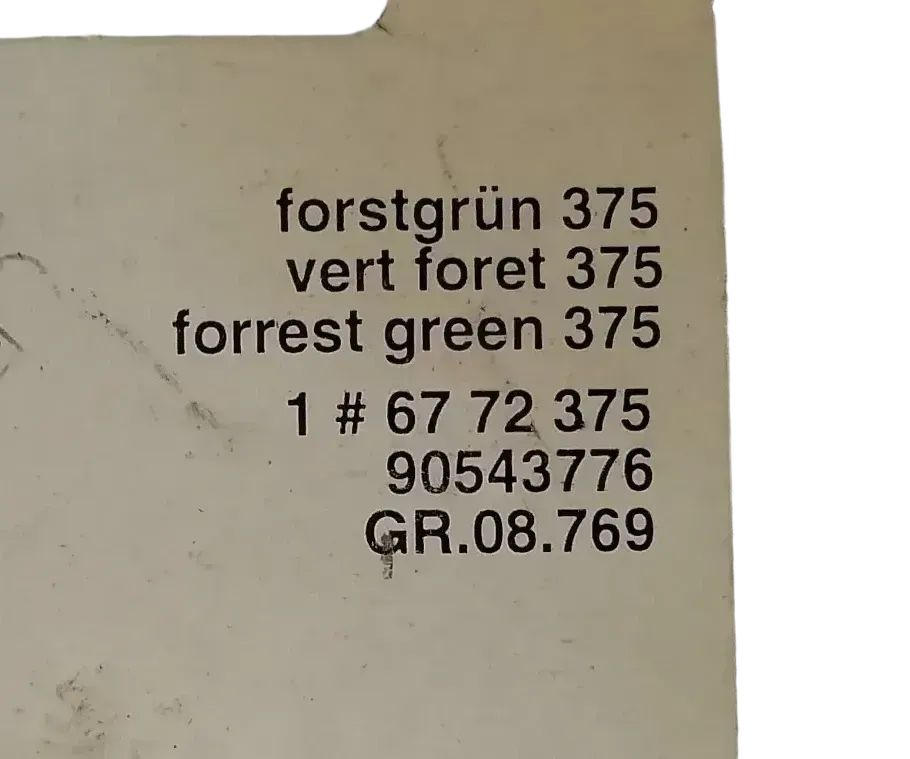 forstgrün 375
vert foret 375
forrest green 375
1 # 67 72 375
90543776
GR.08.769